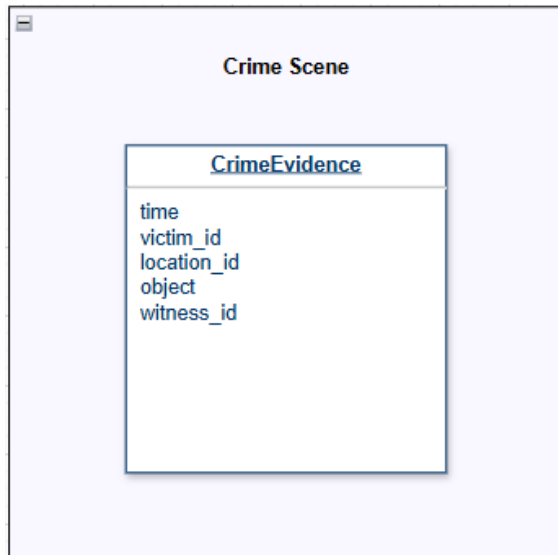 Crime Scene
CrimeEvidence
time
victim_id
location_id
object
witness_id